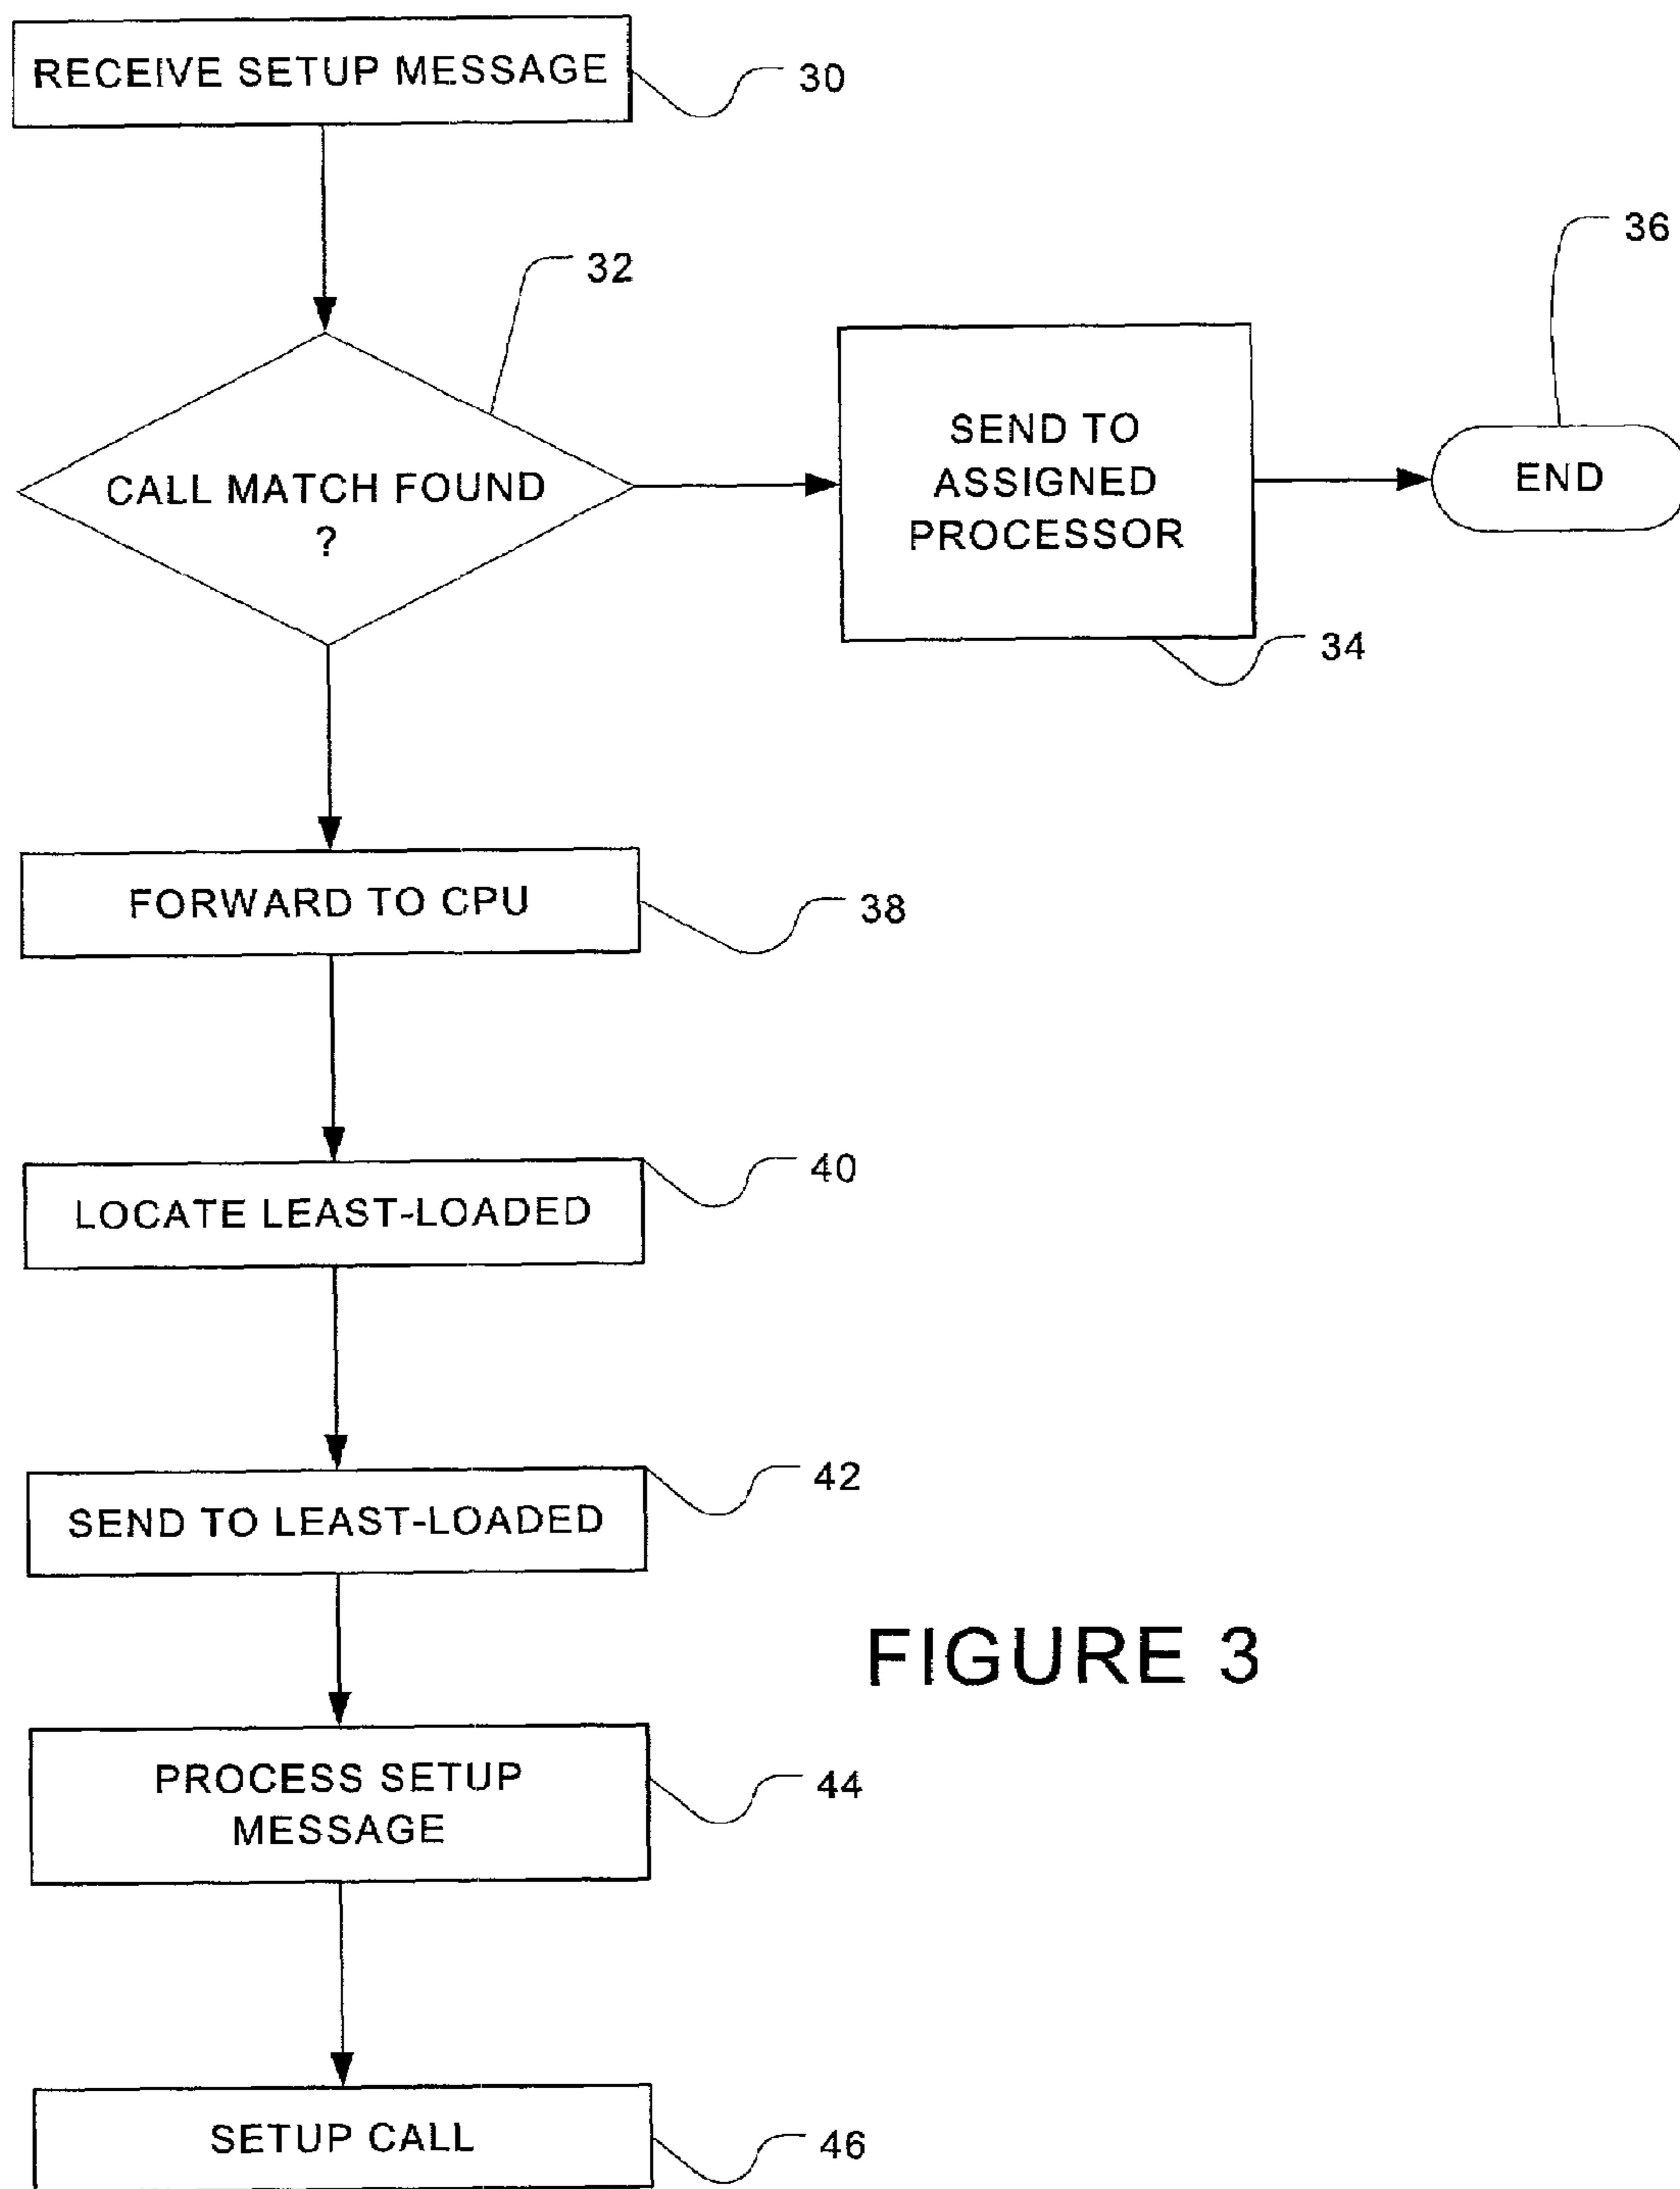 RECEIVE SETUP MESSAGE
30
32
36
CALL MATCH FOUND
?
SEND TO
ASSIGNED
PROCESSOR
END
34
FORWARD TO CPU
38
LOCATE LEAST-LOADED
40
SEND TO LEAST-LOADED
42
FIGURE 3
PROCESS SETUP
MESSAGE
44
SETUP CALL
46